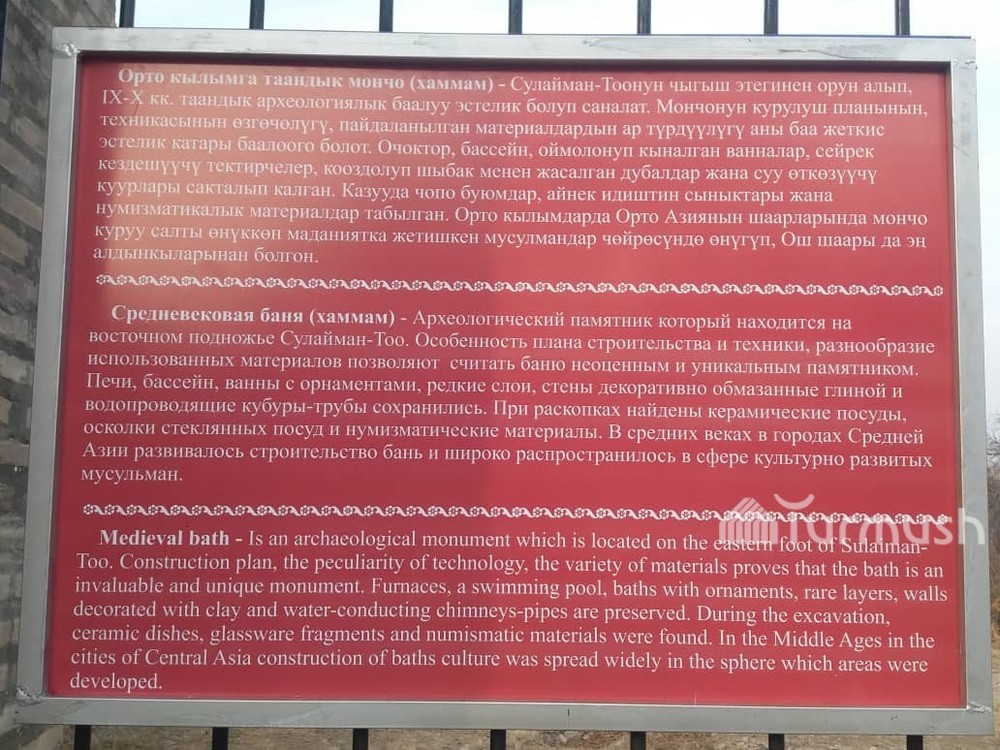 Орто кылымга таандык мончо (хаммам) - Сулайман-Тоонун чыгыш этегинен орун алып,
IX-X кк. таандык археологиялык баалуу эстелик болуп саналат. Мончонун курулуш планынын,
техникасынын өзгөчөлүгү, пайдаланылган материалдардын ар түрдүүлүгү аны баа жеткис
эстелик катары баалоого болот. Очоктор, бассейн, оймолонуп кыналган ванналар, сейрек
кездешүүчү тектирчелер, кооздолуп шыбак менен жасалган дубалдар жана суу өткөзүүчү
куурлары сакталып калган. Казууда чопо буюмдар, айнек идиштин сыныктары жана
нумизматикалык материалдар табылган. Орто кылымдарда Орто Азиянын шаарларында мончо
куруу салты өнүккөн маданиятка жетишкен мусулмандар чөйрөсүндө өнүгүп, Ош шаары да эң
алдынкыларынан болгон.
Средневековая баня (хаммам) - Археологический памятник который находится на
восточном подножье Сулайман-Тоо. Особенность плана строительства и техники, разнообразие
использованных материалов позволяют считать баню неоценным и уникальным памятником.
Печи, бассейн, ванны с орнаментами, редкие слои, стены декоративно обмазанные глиной и
водопроводящие кубуры-трубы сохранились. При раскопках найдены керамические посуды,
осколки стеклянных посуд и нумизматические материалы. В средних веках в городах Средней
Азии развивалось строительство бань и широко распространилось в сфере культурно развитых
мусульман.
Medieval bath - Is an archaeological monument which is located on the eastern foot of Sulaiman-
Too. Construction plan, the peculiarity of technology, the variety of materials proves that the bath is an
invaluable and unique monument. Furnaces, a swimming pool, baths with ornaments, rare layers, walls
decorated with clay and water-conducting chimneys-pipes are preserved. During the excavation,
ceramic dishes, glassware fragments and numismatic materials were found. In the Middle Ages in the
cities of Central Asia construction of baths culture was spread widely in the sphere which areas were
developed.
Turmush